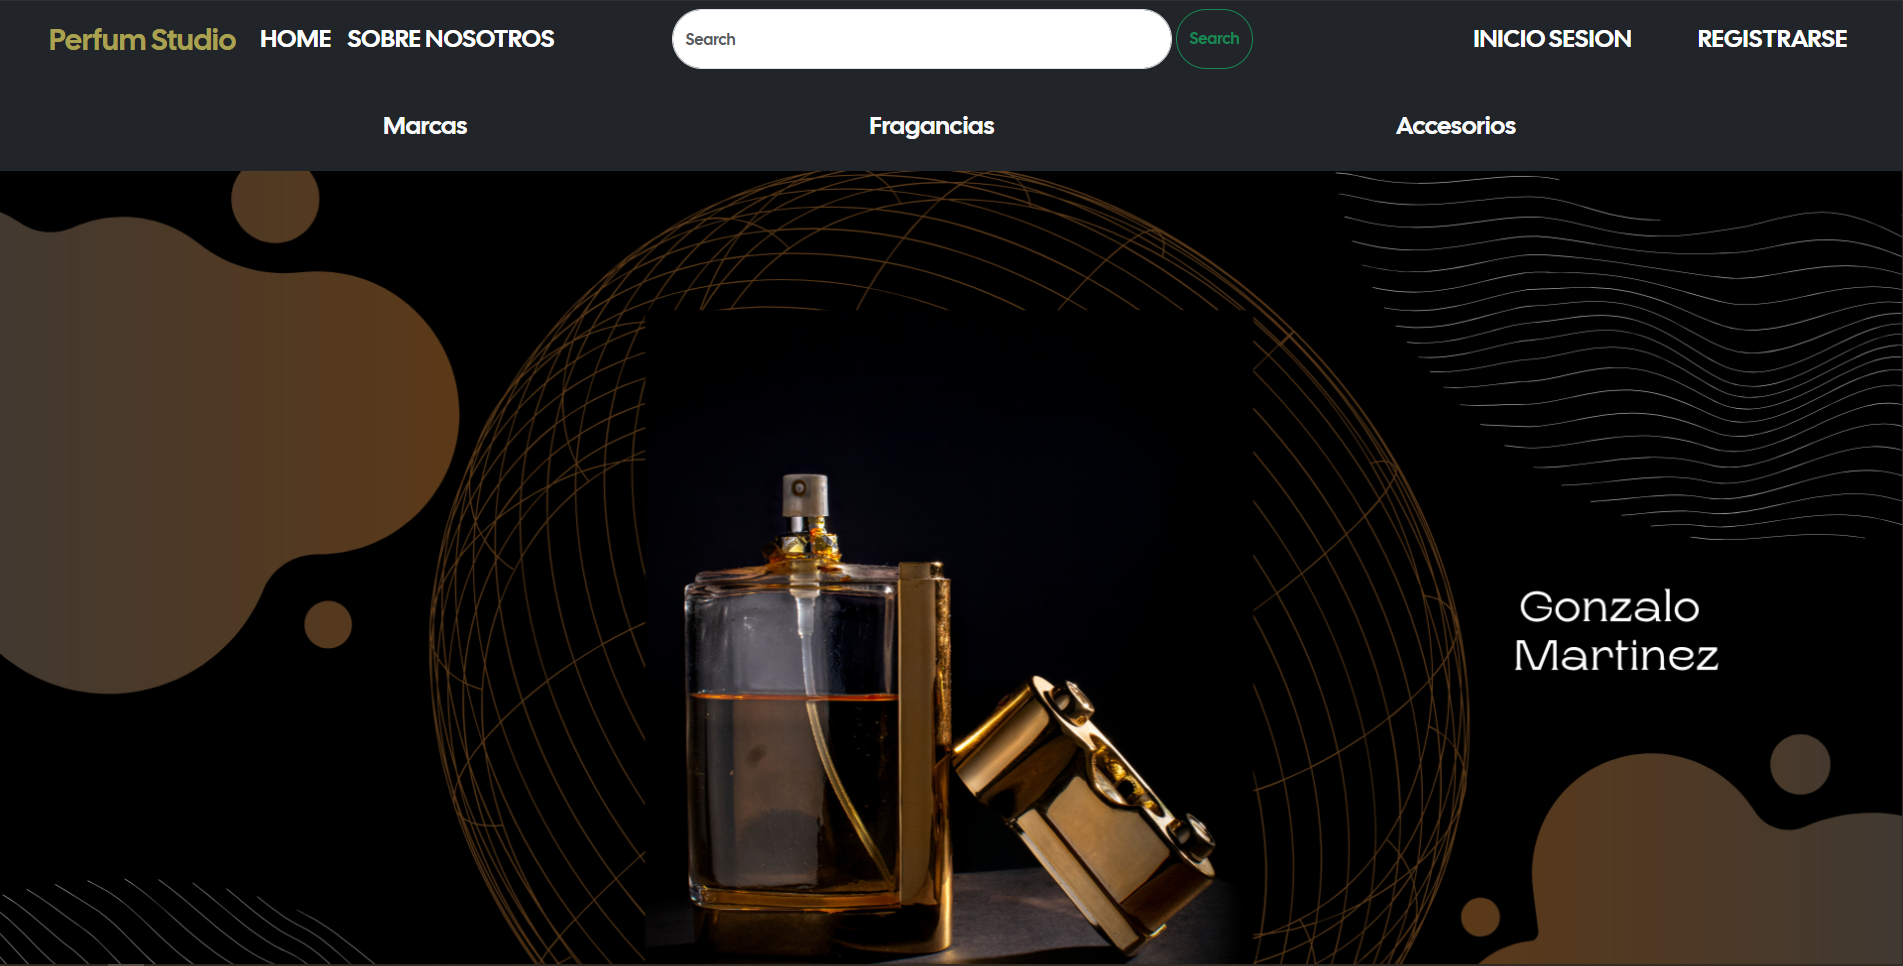 Perfum Studio HOME SOBRE NOSOTROS Search Search INICIO SESION REGISTRARSE
Marcas Fragancias Accesorios
Gonzalo
Martinez